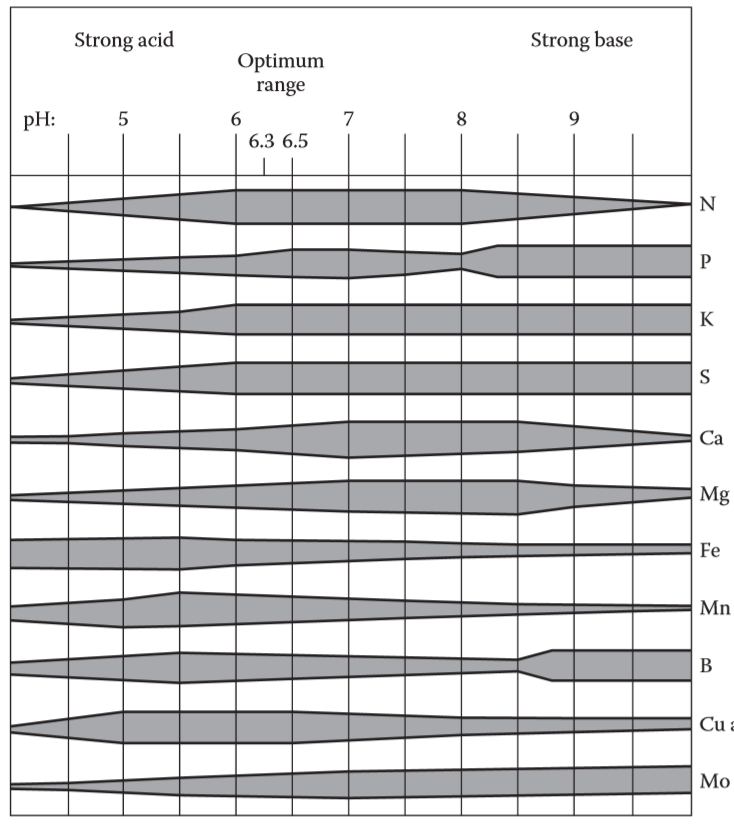 Strong acid Strong base
Optimum
range
pH: 5 6 7 8 9
6.3 6.5
N
P
K
S
Ca
Mg
Fe
Mn
B
Cu a
Mo